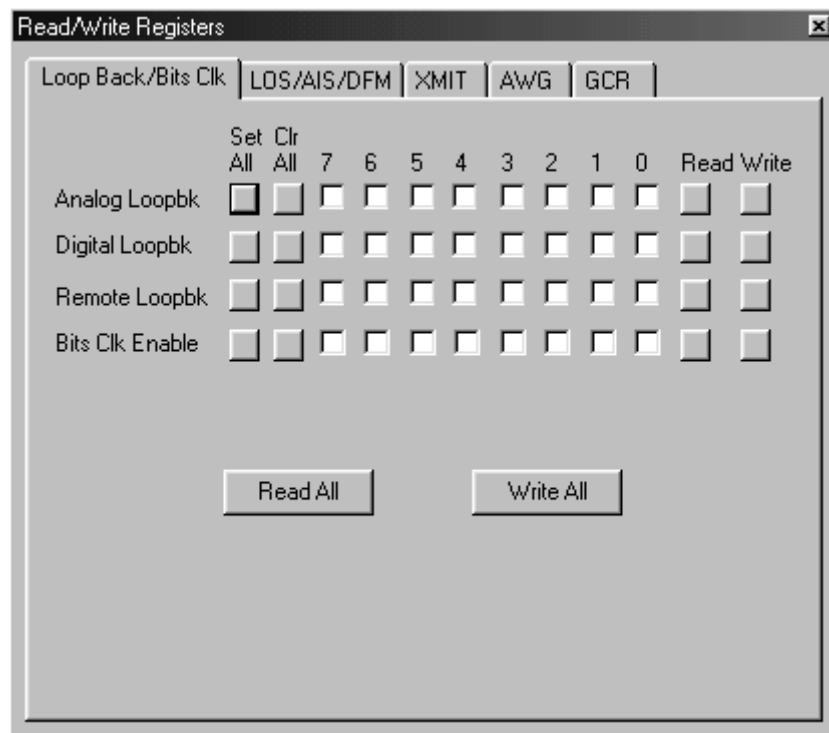 Read/Write Registers
Loop Back/Bits Clk LOS/AIS/DFM XMIT AWG GCR
Set Clr
All All 7 6 5 4 3 2 1 0 Read Write
Analog Loopbk
Digital Loopbk
Remote Loopbk
Bits Clk Enable
Read All Write All